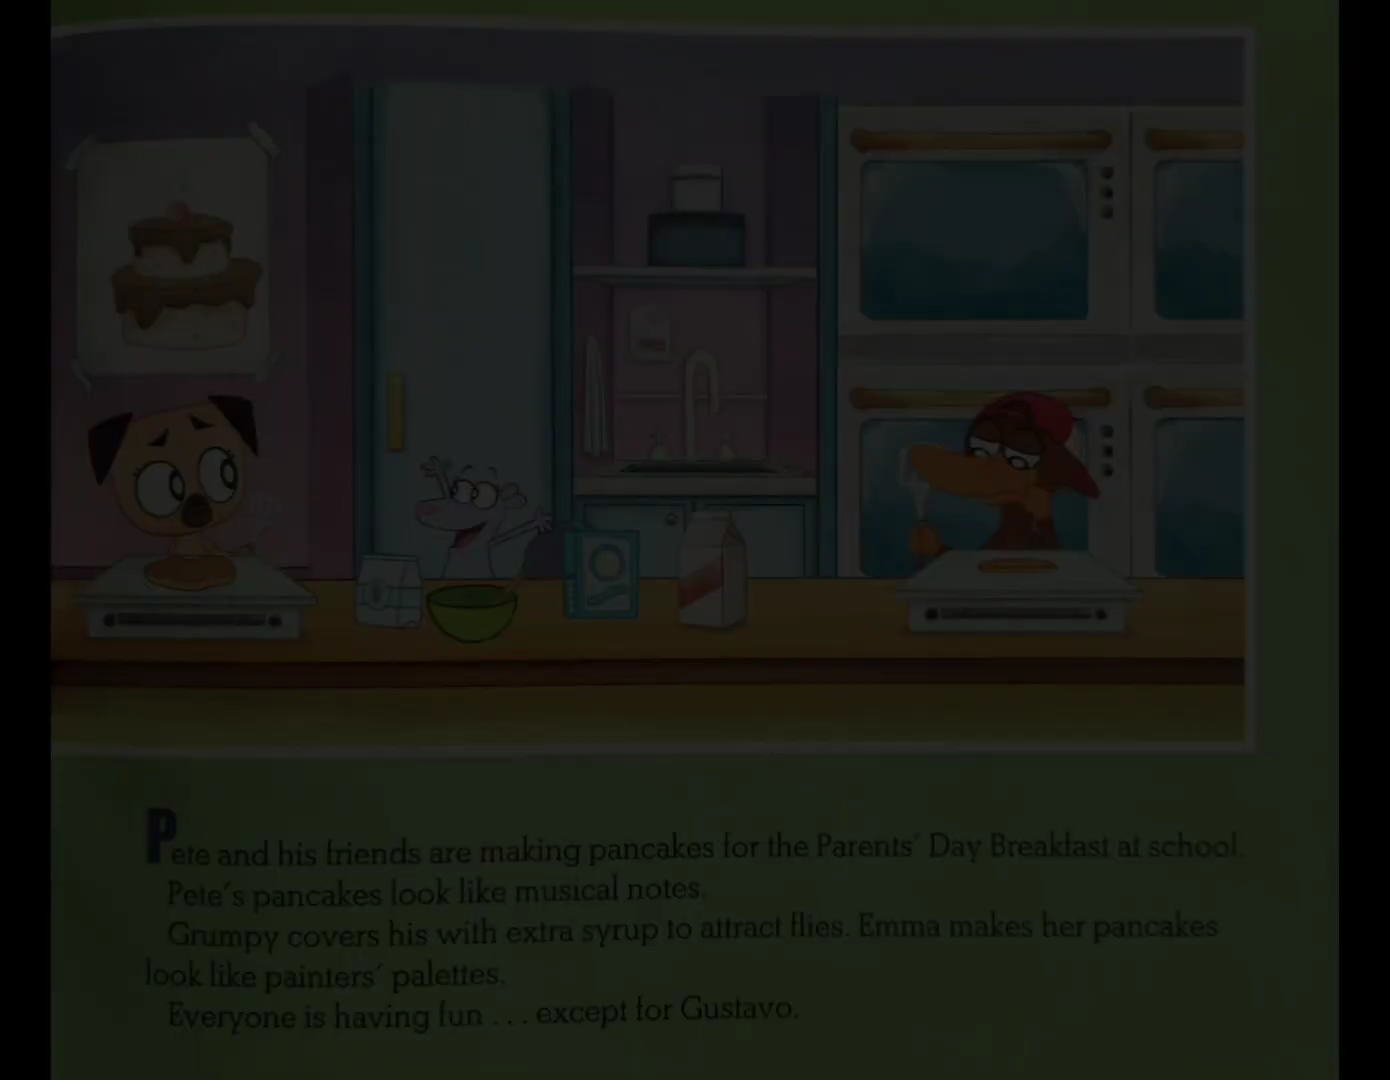 Pete and his friends are making pancakes for the Parents' Day Breakfast at school.
Pete's pancakes look like musical notes.
Grumpy covers his with extra syrup to attract flies. Emma makes her pancakes
look like painters' palettes.
Everyone is having fun . . . except for Gustavo.